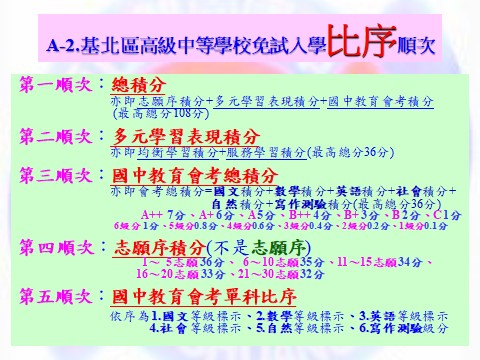 A-2.基北區高級中等學校免試入學比序順次
第一順次：總積分
亦即志願序積分+多元學習表現積分+國中教育會考積分
(最高總分108分)
第二順次：多元學習表現積分
亦即均衡學習積分+服務學習積分(最高總分36分)
第三順次：國中教育會考總積分
亦即會考總積分=國文積分+數學積分+英語積分+社會積分+
自然積分+寫作測驗積分(最高總分36分)
A++ 7分、A+ 6分、A 5分、B++ 4分、B+ 3分、B 2分、C 1分
6級分1分、5級分0.8分、4級分0.6分、3級分0.4分、2級分0.2分、1級分0.1分
第四順次：志願序積分(不是志願序)
1～ 5志願36分、 6～10志願35分、11～15志願34分、
16～20志願33分、21～30志願32分
第五順次：國中教育會考單科比序
依序為1.國文等級標示、2.數學等級標示、3.英語等級標示
4.社會等級標示、5.自然等級標示、6.寫作測驗級分